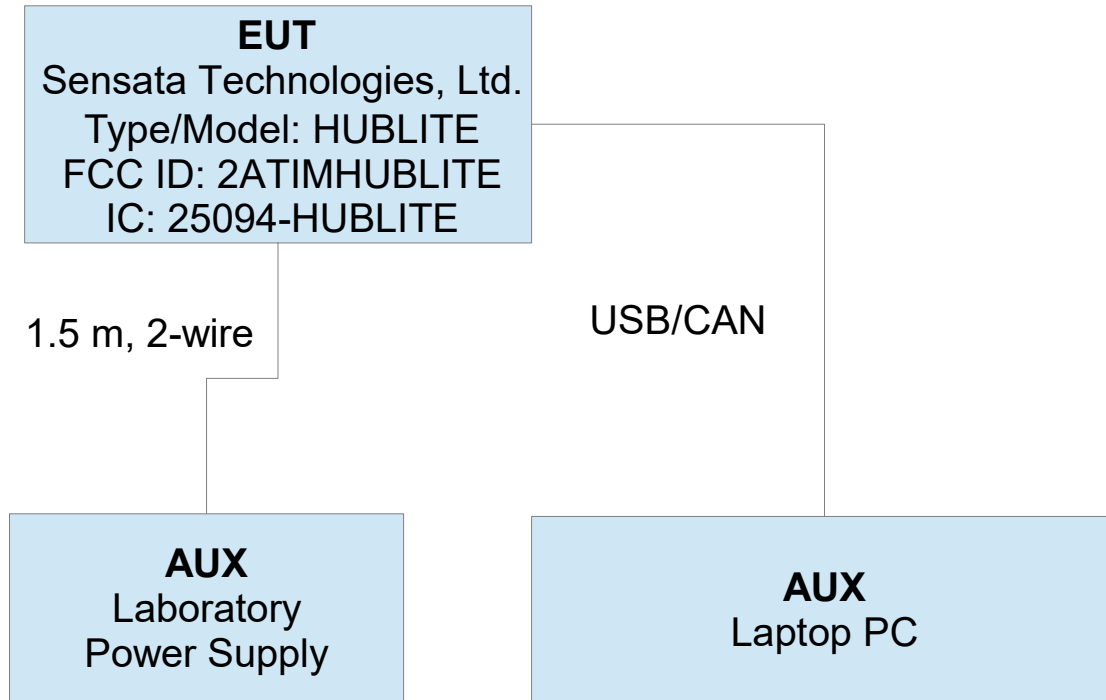 EUT
Sensata Technologies, Ltd.
Type/Model: HUBLITE
FCC ID: 2ATIMHUBLITE
IC: 25094-HUBLITE
1.5 m, 2-wire
USB/CAN
AUX
Laboratory
Power Supply
AUX
Laptop PC